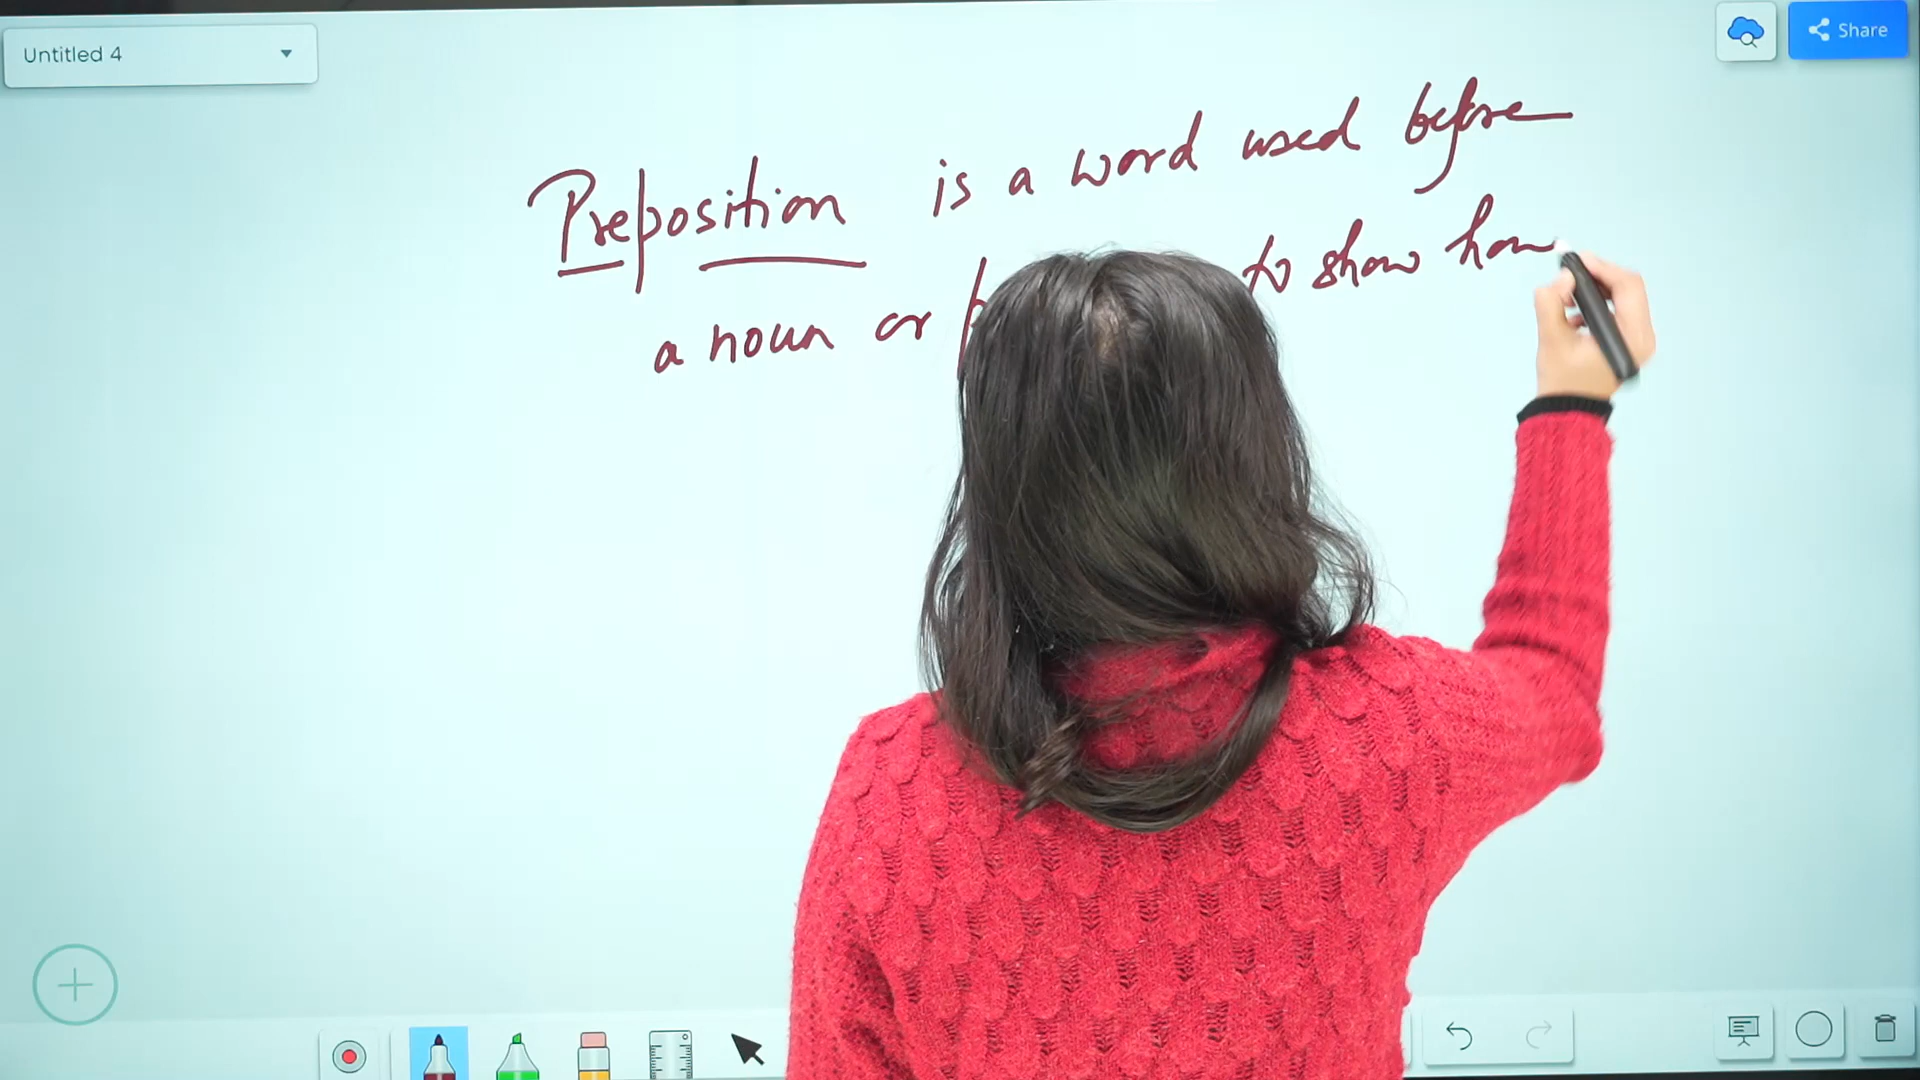 Untitled 4
Share
Preposition is a word used before
a noun or to show how